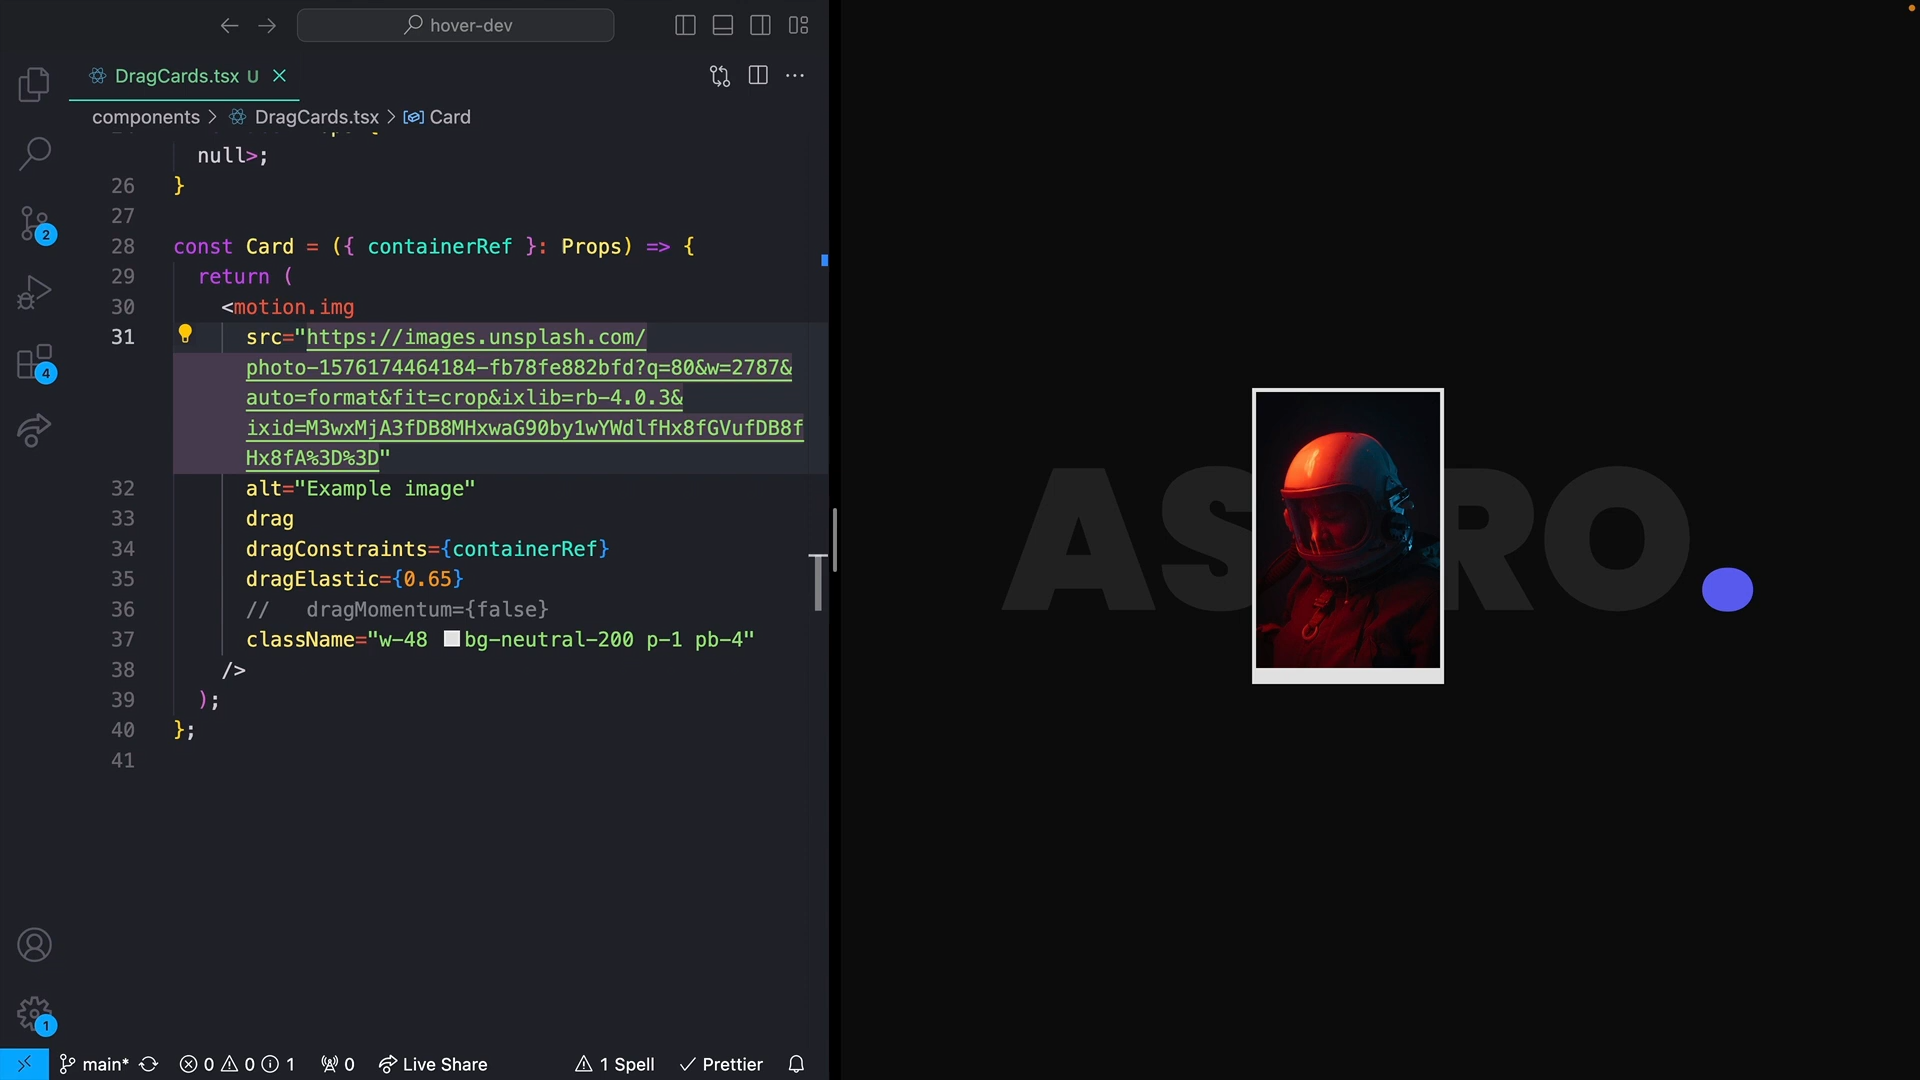 hover-dev
DragCards.tsx U
components > DragCards.tsx > Card
null>;
26 }
27
28 const Card = ({ containerRef }: Props) => {
29 return (
30 <motion.img
31 src="https://images.unsplash.com/
photo-1576174464184-fb78fe882bfd?q=80&w=2787&
auto=format&fit=crop&ixlib=rb-4.0.3&
ixid=M3wxMjA3fDB8MHxwaG90by1wYWdlfHx8fGVufDB8f
Hx8fA%3D%3D"
32 alt="Example image"
33 drag
34 dragConstraints={containerRef}
35 dragElastic={0.65}
36 //   dragMomentum={false}
37 className="w-48 bg-neutral-200 p-1 pb-4"
38 />
39 );
40 };
41
2
4
1
main* 0 0 1 0 Live Share 1 Spell Prettier
AS RO